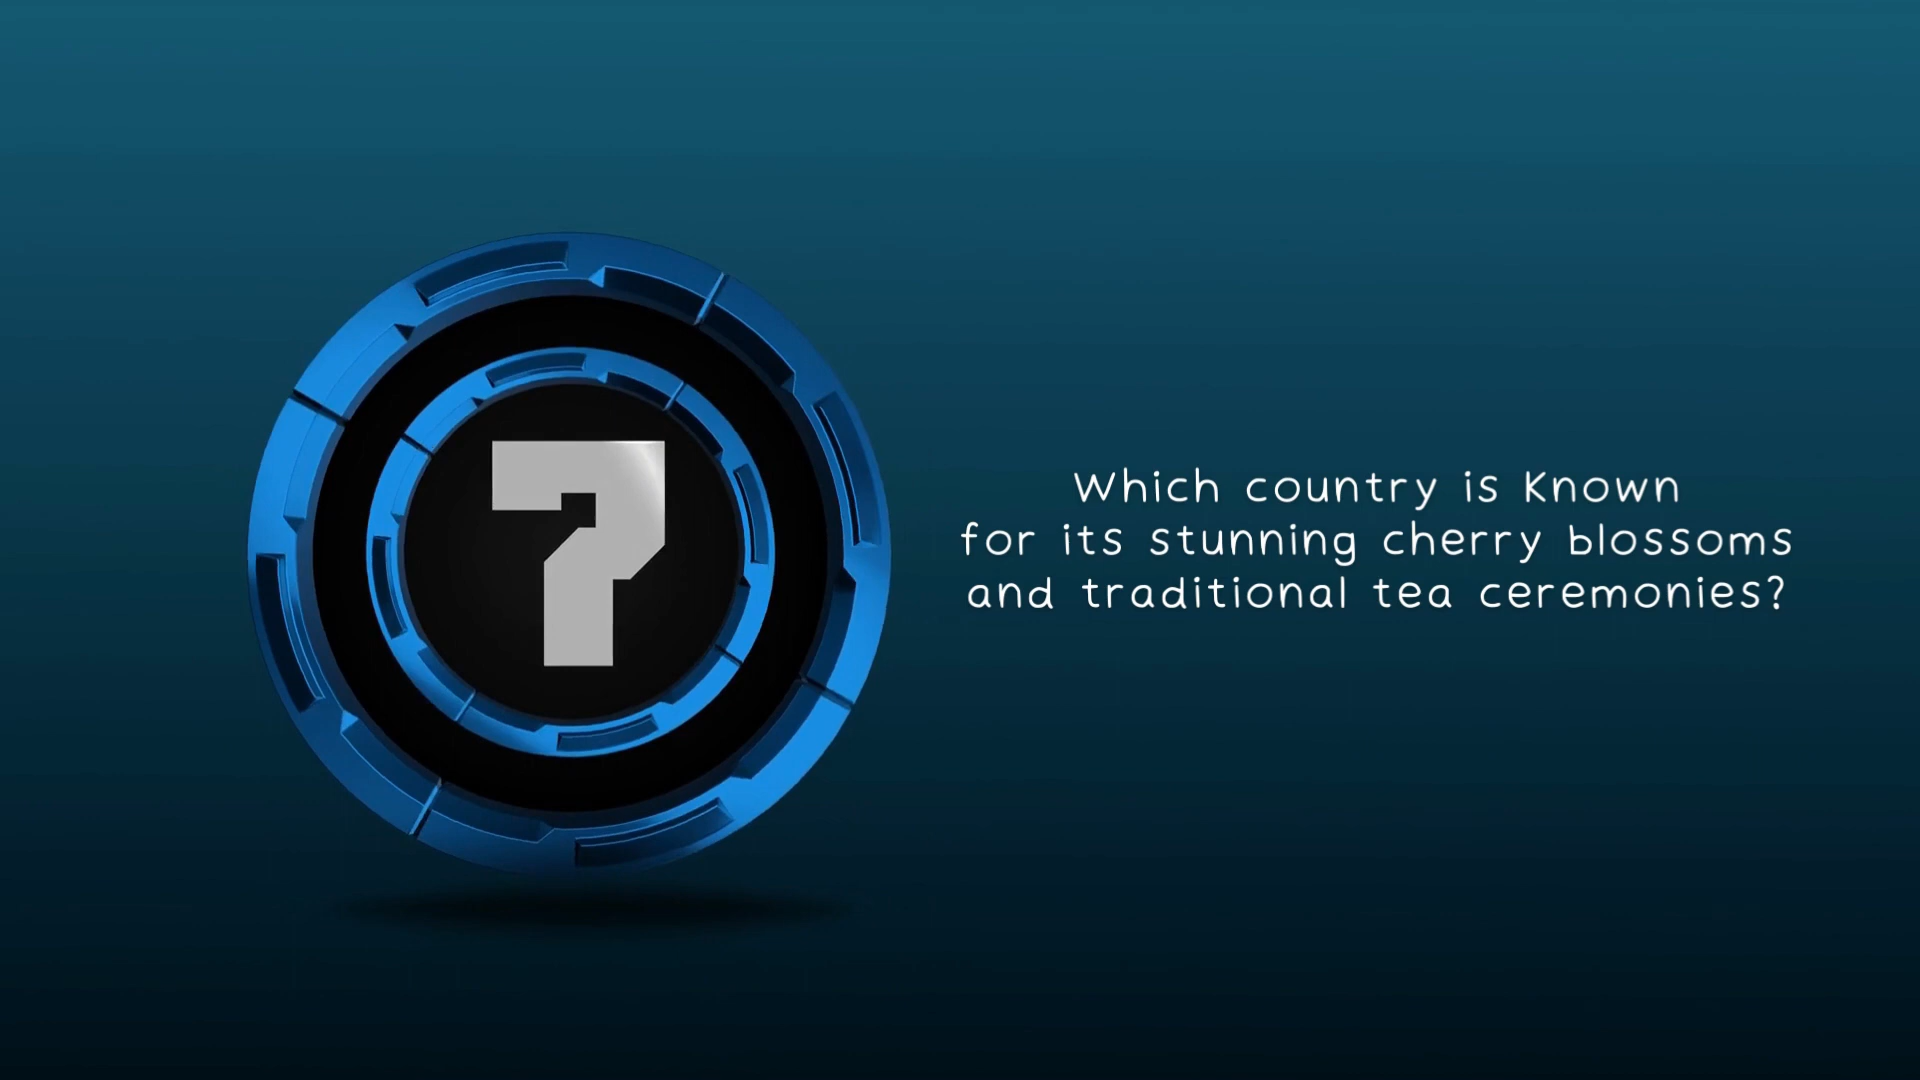 ?
Which country is Known
for its stunning cherry blossoms
and traditional tea ceremonies?